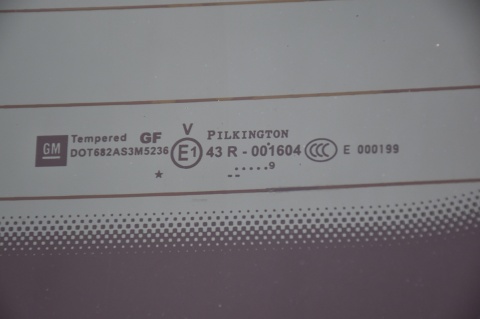 GM Tempered GF V PILKINGTON
DOT682AS3M5236 E1 43 R - 001604 CCC E 000199
.....9
--